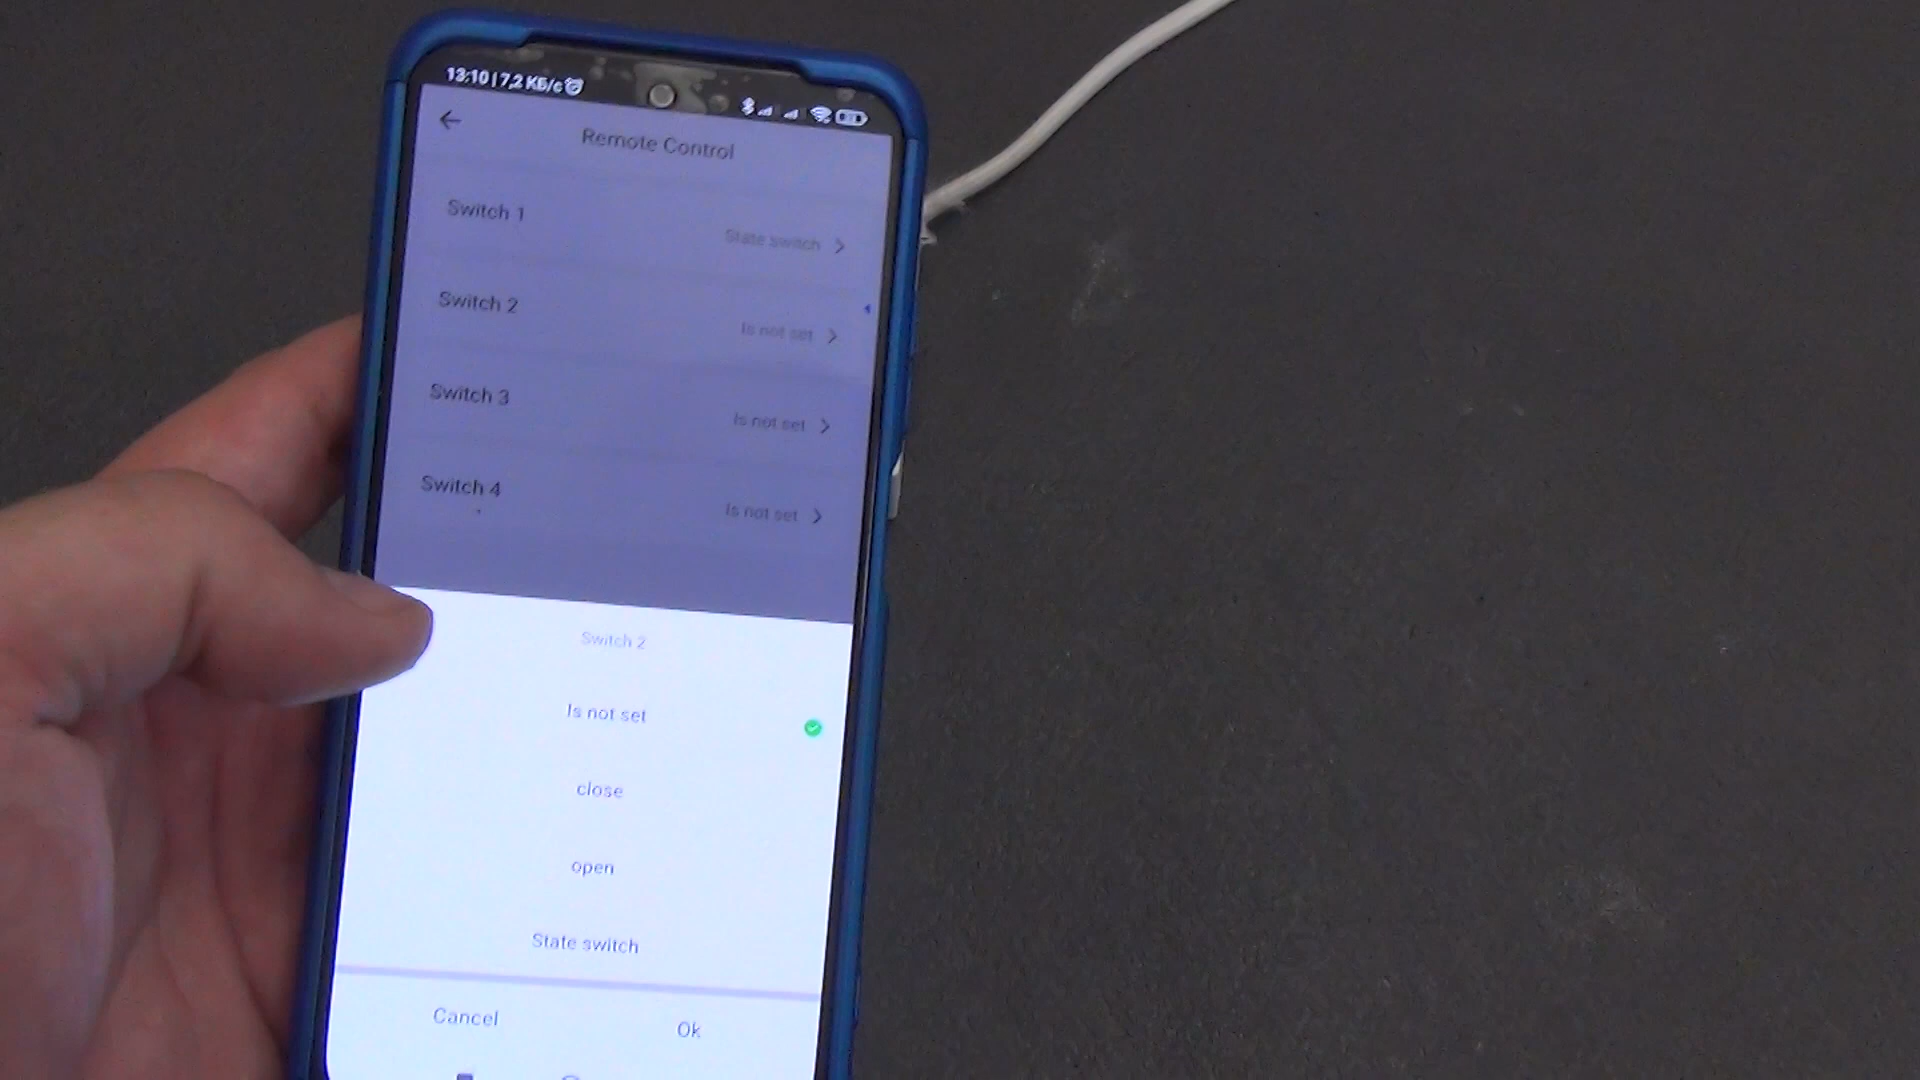 13:10 | 7,2 КБ/с
Remote Control
Switch 1
State switch
Switch 2
Is not set
Switch 3
Is not set
Switch 4
Is not set
Switch 2
Is not set
close
open
State switch
Cancel
Ok